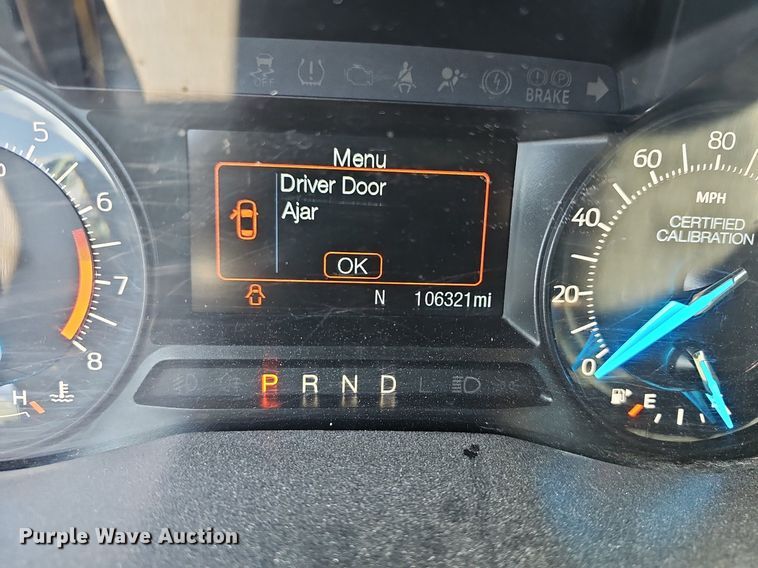 OFF
BRAKE
Menu
Driver Door
Ajar
OK
N 106321mi
5
6
7
8
H
P R N D L
80
60
40
20
0
MPH
CERTIFIED
CALIBRATION
E
Purple Wave Auction